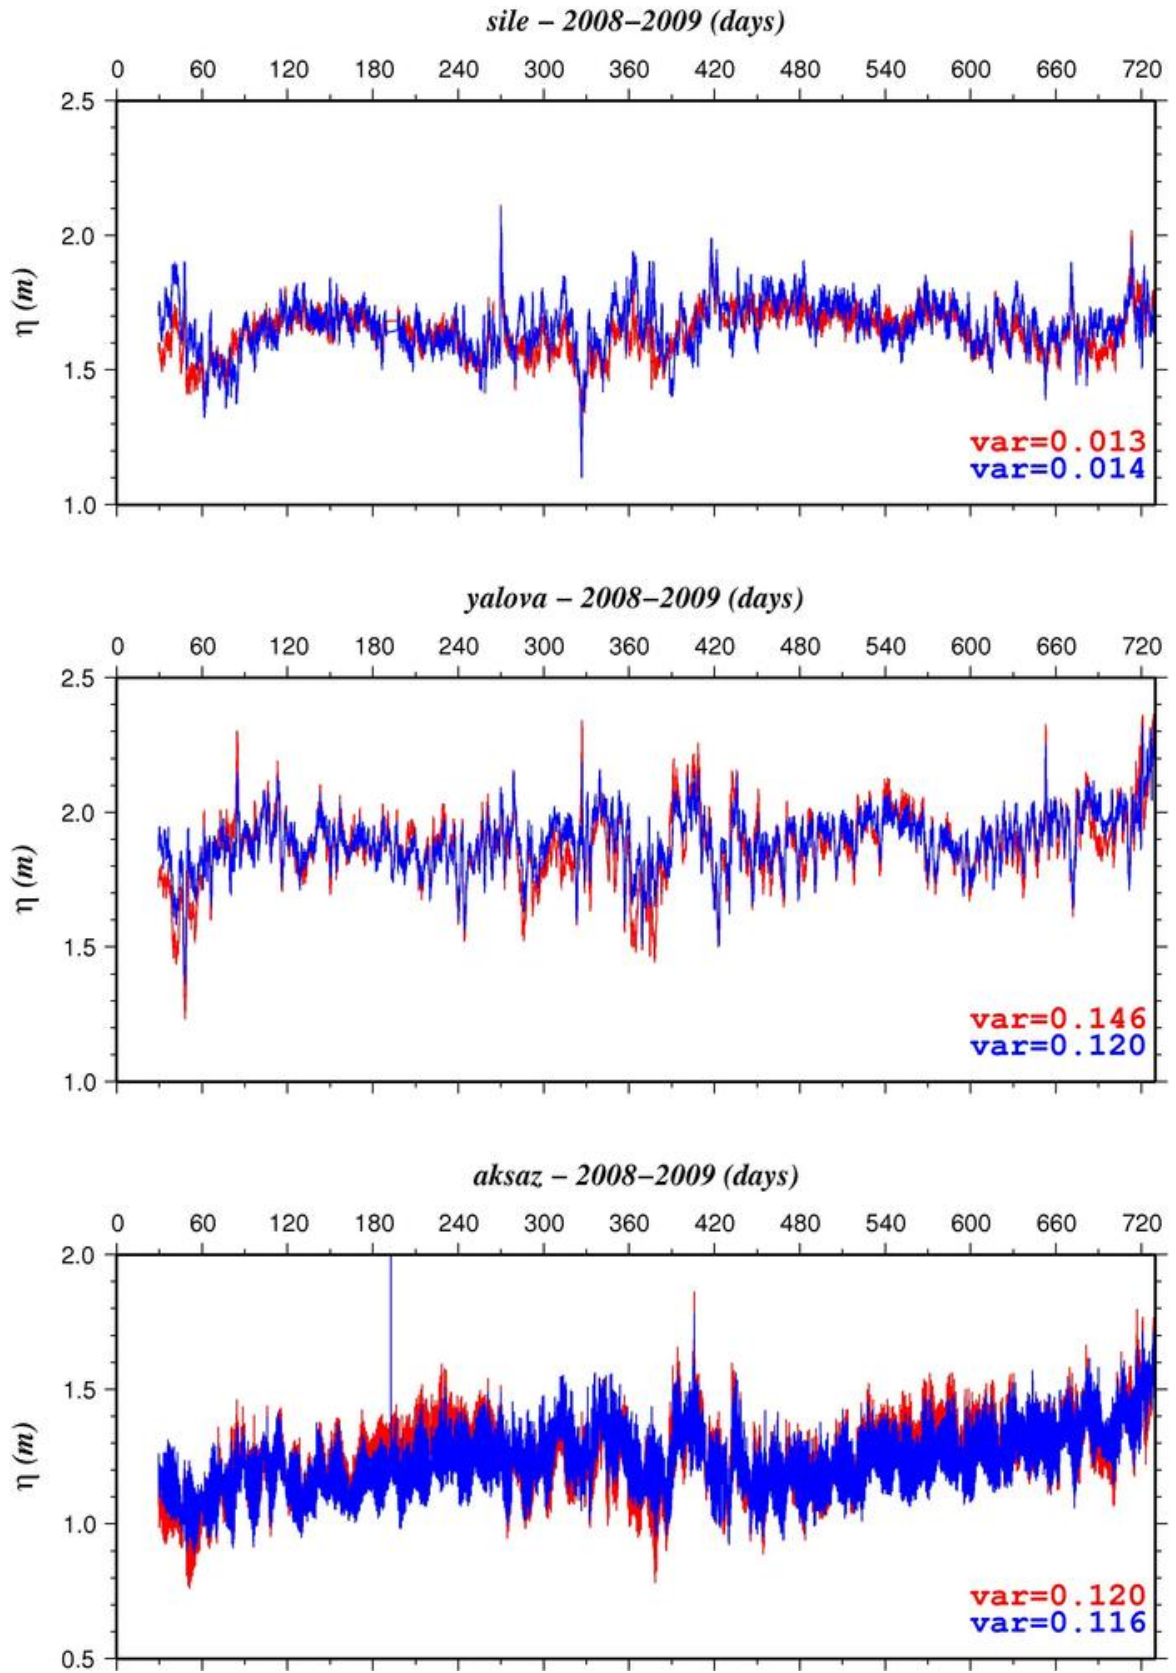 sile – 2008–2009 (days)
0 60 120 180 240 300 360 420 480 540 600 660 720
2.5
2.0
η (m)
1.5
var=0.013
var=0.014
1.0
yalova – 2008–2009 (days)
0 60 120 180 240 300 360 420 480 540 600 660 720
2.5
2.0
η (m)
1.5
var=0.146
var=0.120
1.0
aksaz – 2008–2009 (days)
0 60 120 180 240 300 360 420 480 540 600 660 720
2.0
1.5
η (m)
1.0
var=0.120
var=0.116
0.5